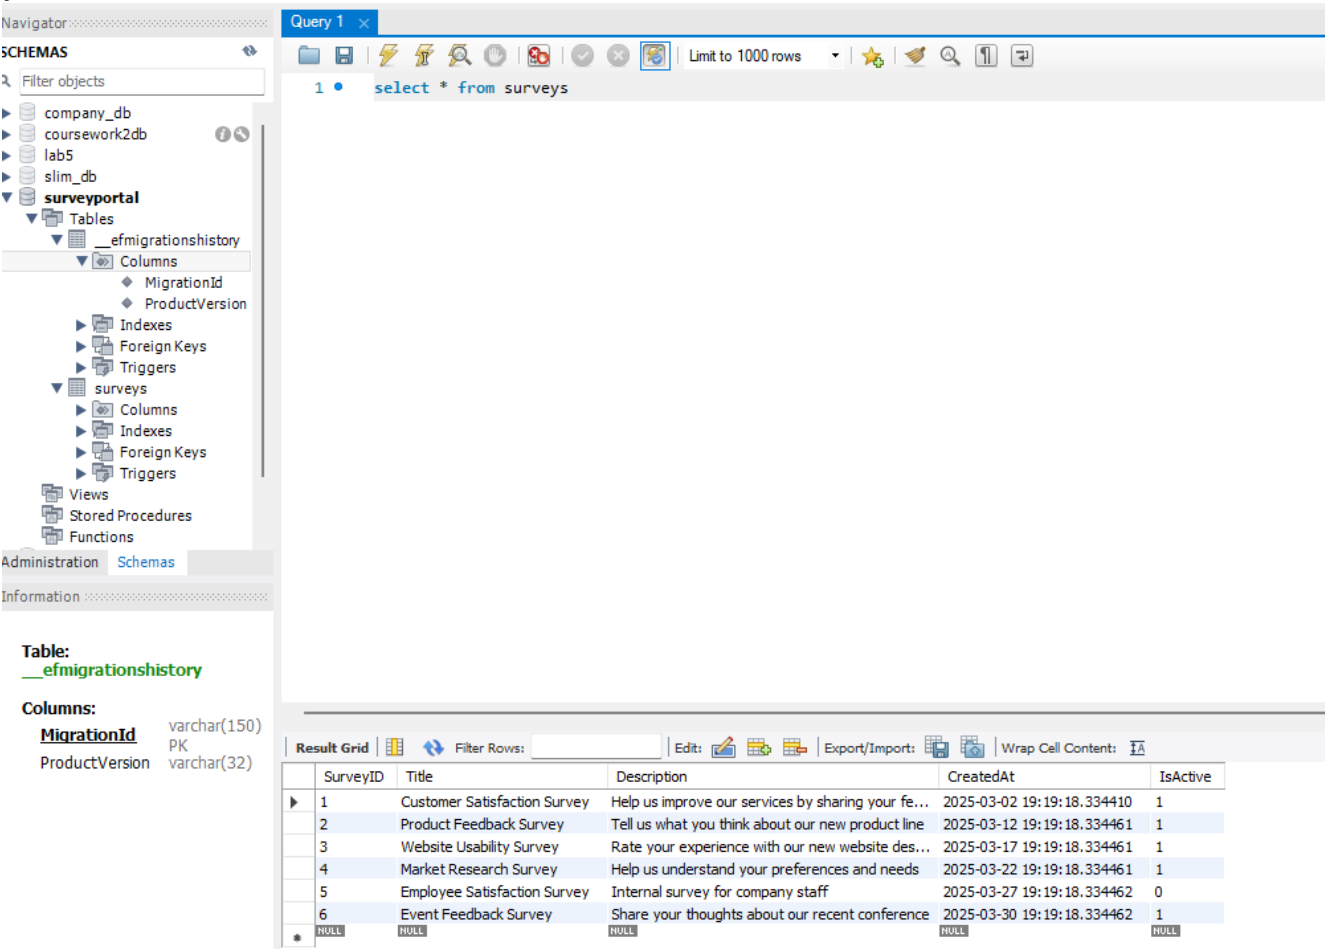 Navigator
Query 1
SCHEMAS
Filter objects
Limit to 1000 rows
1 select * from surveys
company_db
coursework2db
lab5
slim_db
surveyportal
Tables
__efmigrationshistory
Columns
MigrationId
ProductVersion
Indexes
Foreign Keys
Triggers
surveys
Columns
Indexes
Foreign Keys
Triggers
Views
Stored Procedures
Functions
Administration Schemas
Information
Table:
__efmigrationshistory
Columns:
MigrationId varchar(150) PK
ProductVersion varchar(32)
Result Grid Filter Rows: Edit: Export/Import: Wrap Cell Content: IA
SurveyID Title Description CreatedAt IsActive
1 Customer Satisfaction Survey Help us improve our services by sharing your fe... 2025-03-02 19:19:18.334410 1
2 Product Feedback Survey Tell us what you think about our new product line 2025-03-12 19:19:18.334461 1
3 Website Usability Survey Rate your experience with our new website des... 2025-03-17 19:19:18.334461 1
4 Market Research Survey Help us understand your preferences and needs 2025-03-22 19:19:18.334461 1
5 Employee Satisfaction Survey Internal survey for company staff 2025-03-27 19:19:18.334462 0
6 Event Feedback Survey Share your thoughts about our recent conference 2025-03-30 19:19:18.334462 1
NULL NULL NULL NULL NULL